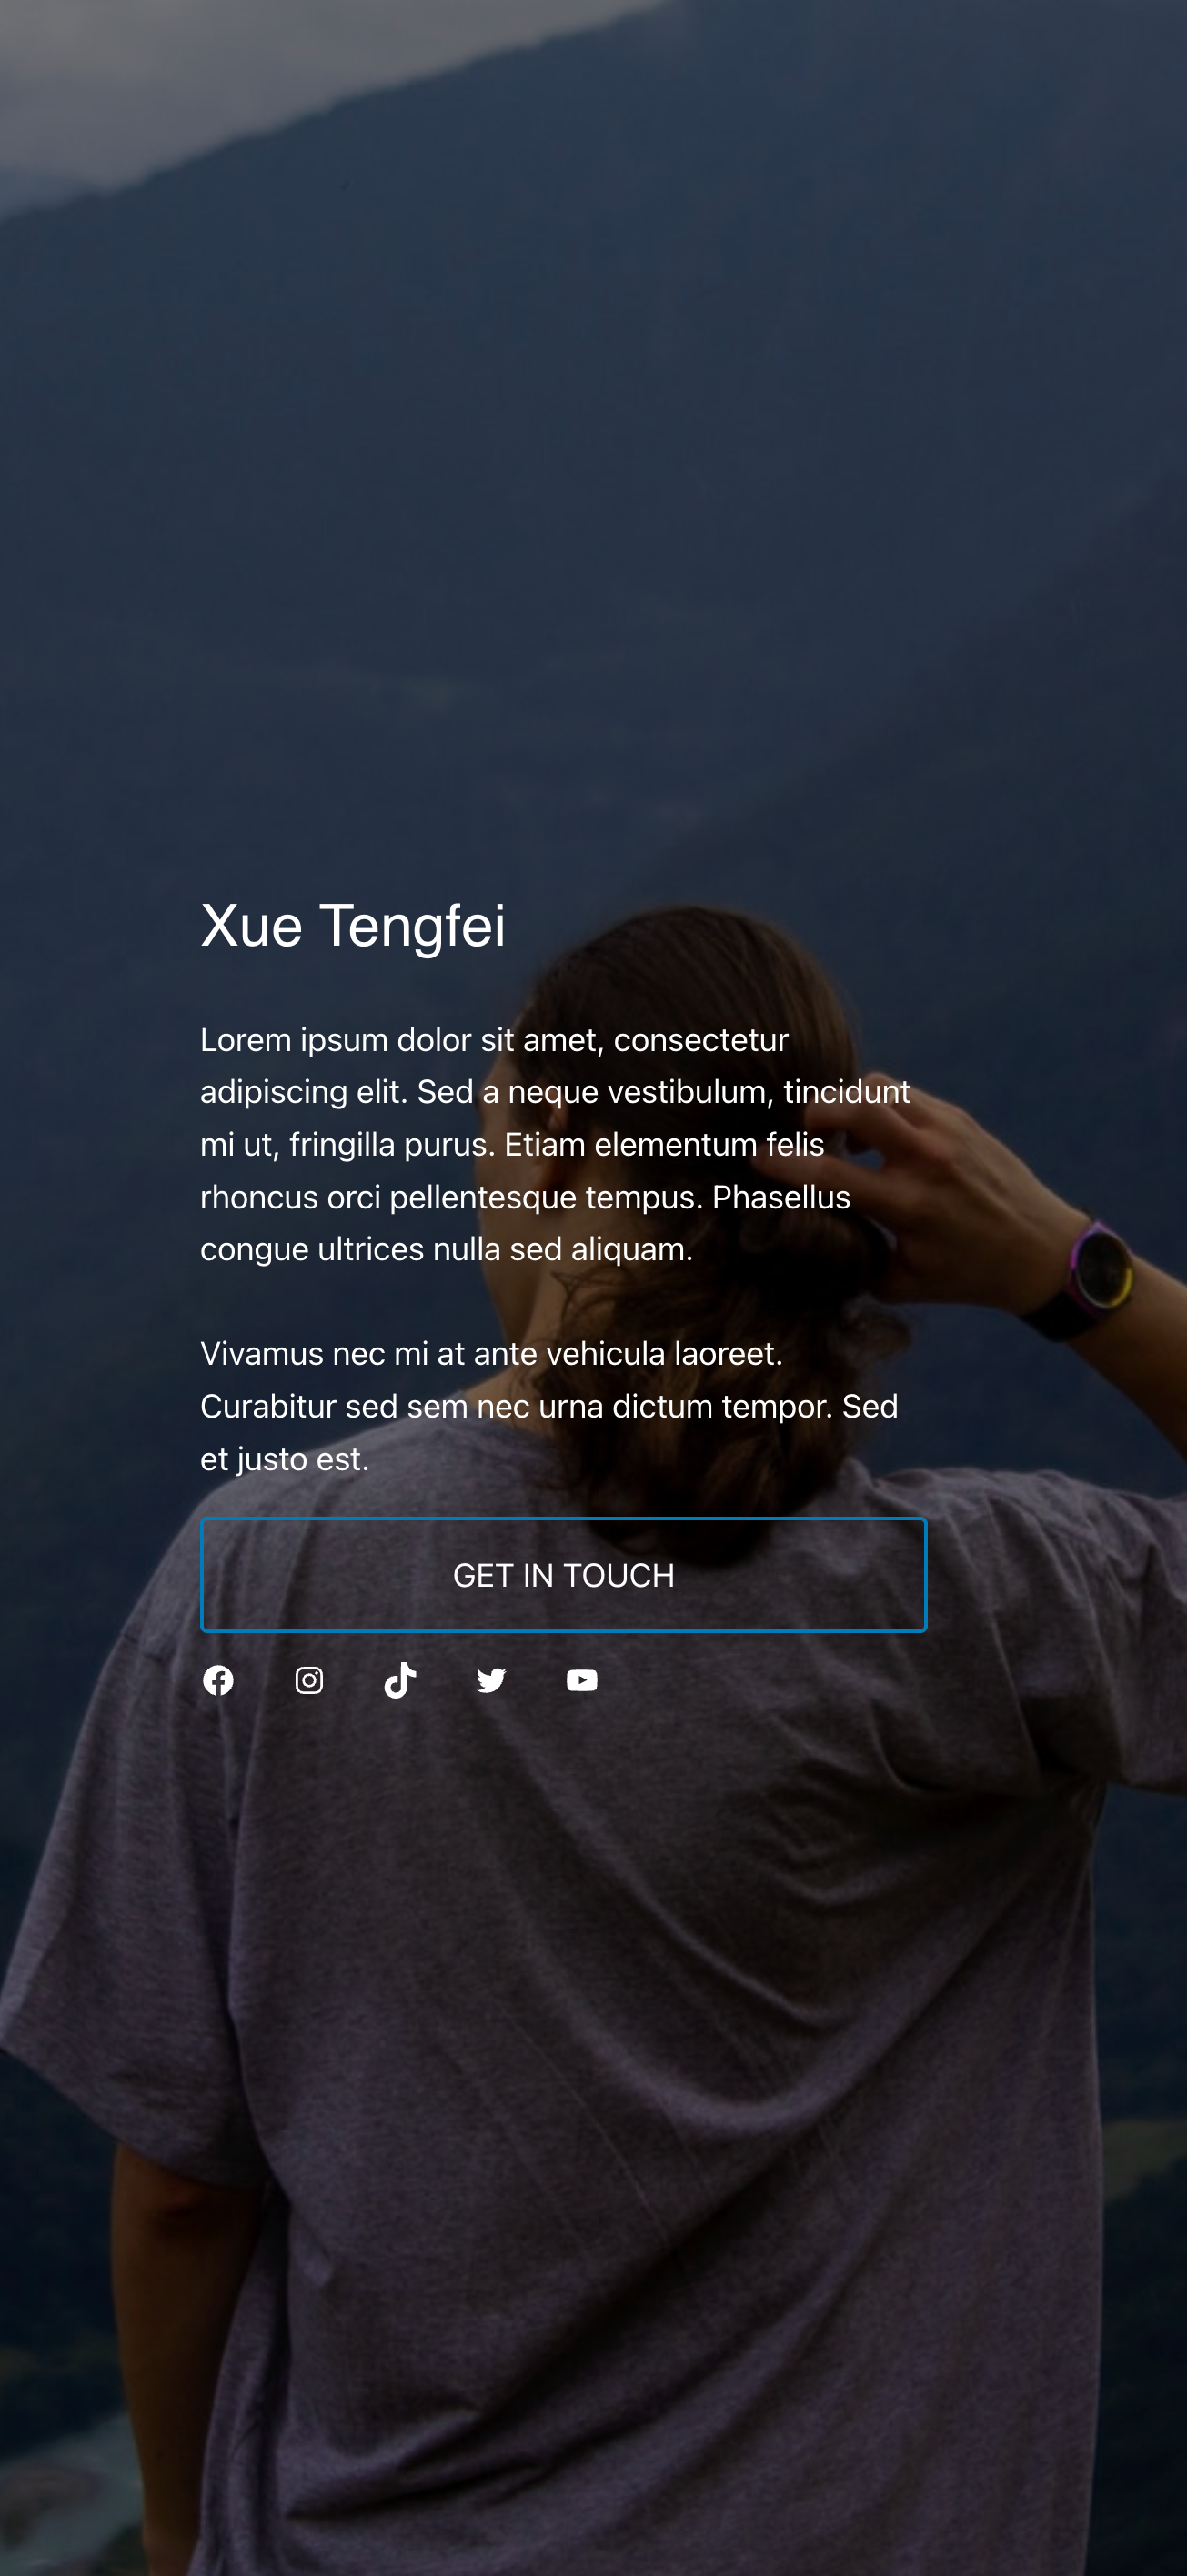 Xue Tengfei
Lorem ipsum dolor sit amet, consectetur
adipiscing elit. Sed a neque vestibulum, tincidunt
mi ut, fringilla purus. Etiam elementum felis
rhoncus orci pellentesque tempus. Phasellus
congue ultrices nulla sed aliquam.
Vivamus nec mi at ante vehicula laoreet.
Curabitur sed sem nec urna dictum tempor. Sed
et justo est.
GET IN TOUCH